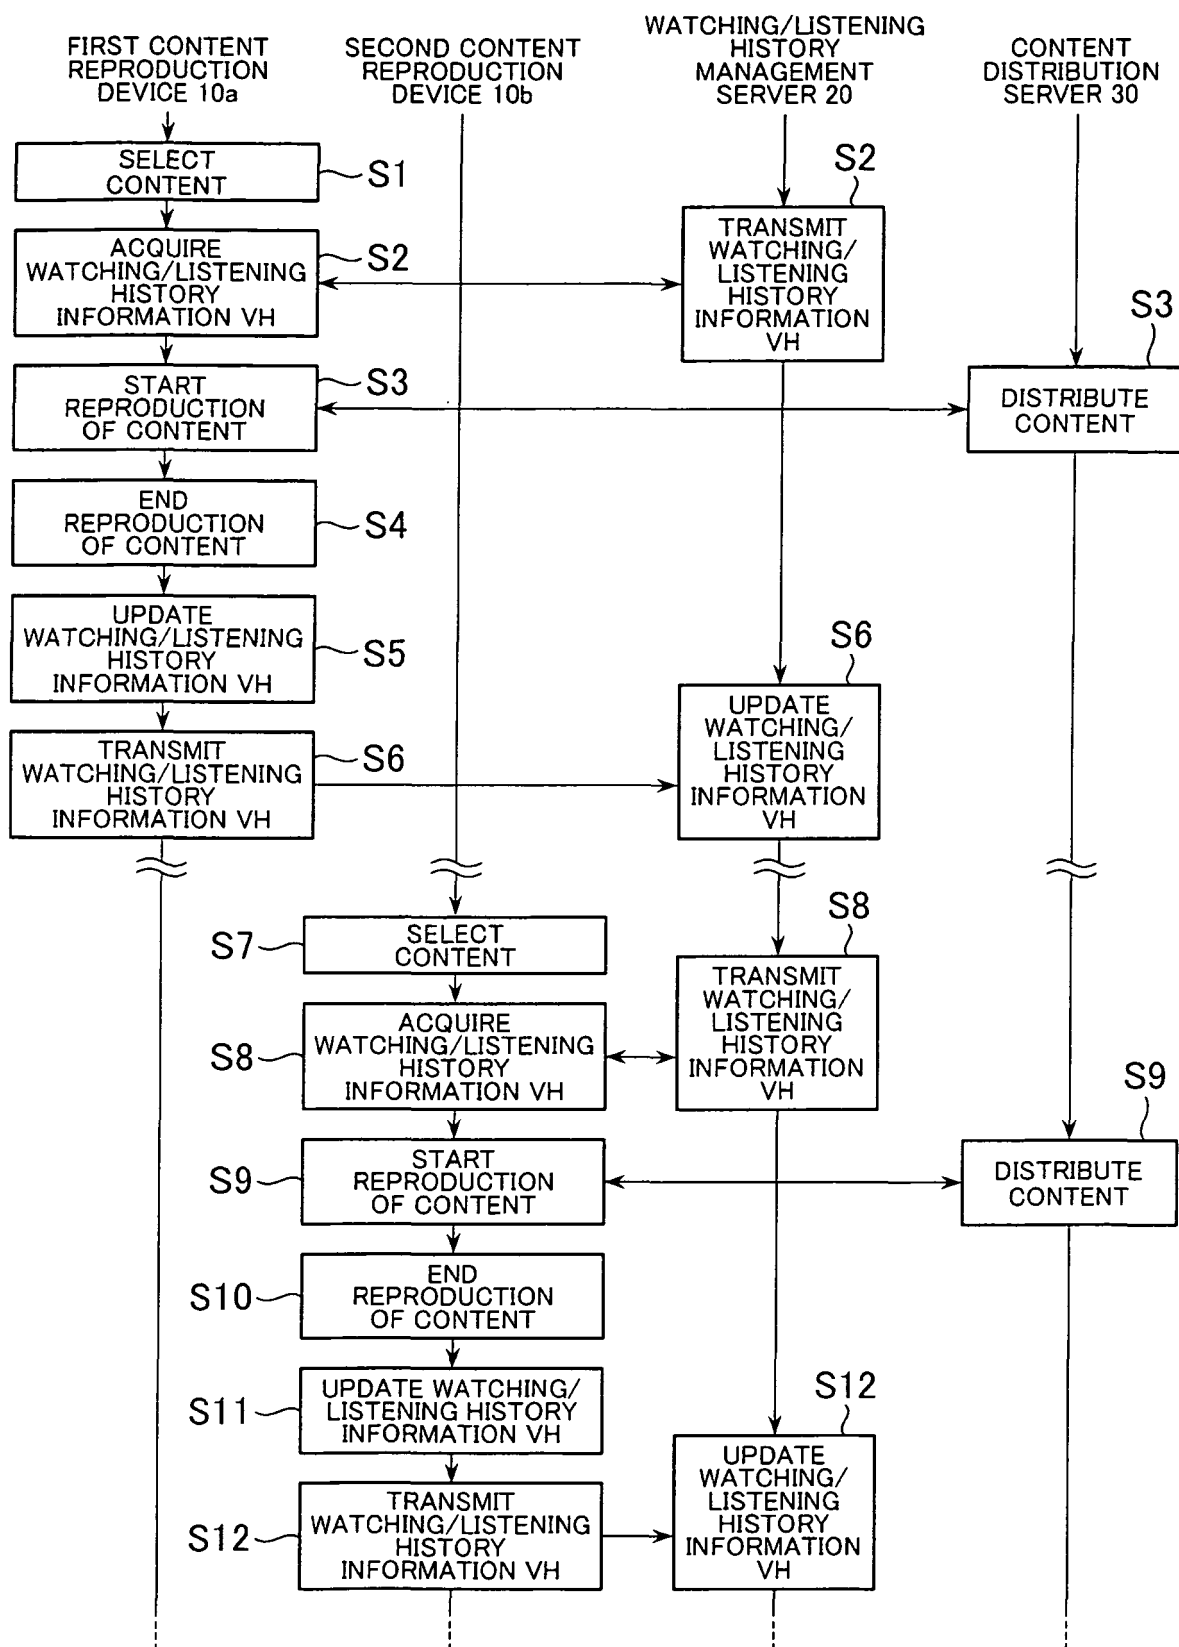 FIRST CONTENT
REPRODUCTION
DEVICE 10a
SECOND CONTENT
REPRODUCTION
DEVICE 10b
WATCHING/LISTENING
HISTORY
MANAGEMENT
SERVER 20
CONTENT
DISTRIBUTION
SERVER 30
SELECT
CONTENT
S1
ACQUIRE
WATCHING/LISTENING
HISTORY
INFORMATION VH
S2
S2
TRANSMIT
WATCHING/
LISTENING
HISTORY
INFORMATION
VH
START
REPRODUCTION
OF CONTENT
S3
S3
DISTRIBUTE
CONTENT
END
REPRODUCTION
OF CONTENT
S4
UPDATE
WATCHING/LISTENING
HISTORY
INFORMATION VH
S5
TRANSMIT
WATCHING/LISTENING
HISTORY
INFORMATION VH
S6
S6
UPDATE
WATCHING/
LISTENING
HISTORY
INFORMATION
VH
S7
SELECT
CONTENT
S8
ACQUIRE
WATCHING/LISTENING
HISTORY
INFORMATION VH
S8
TRANSMIT
WATCHING/
LISTENING
HISTORY
INFORMATION
VH
S9
START
REPRODUCTION
OF CONTENT
S9
DISTRIBUTE
CONTENT
S10
END
REPRODUCTION
OF CONTENT
S11
UPDATE WATCHING/
LISTENING HISTORY
INFORMATION VH
S12
TRANSMIT
WATCHING/LISTENING
HISTORY
INFORMATION VH
S12
UPDATE
WATCHING/
LISTENING
HISTORY
INFORMATION
VH